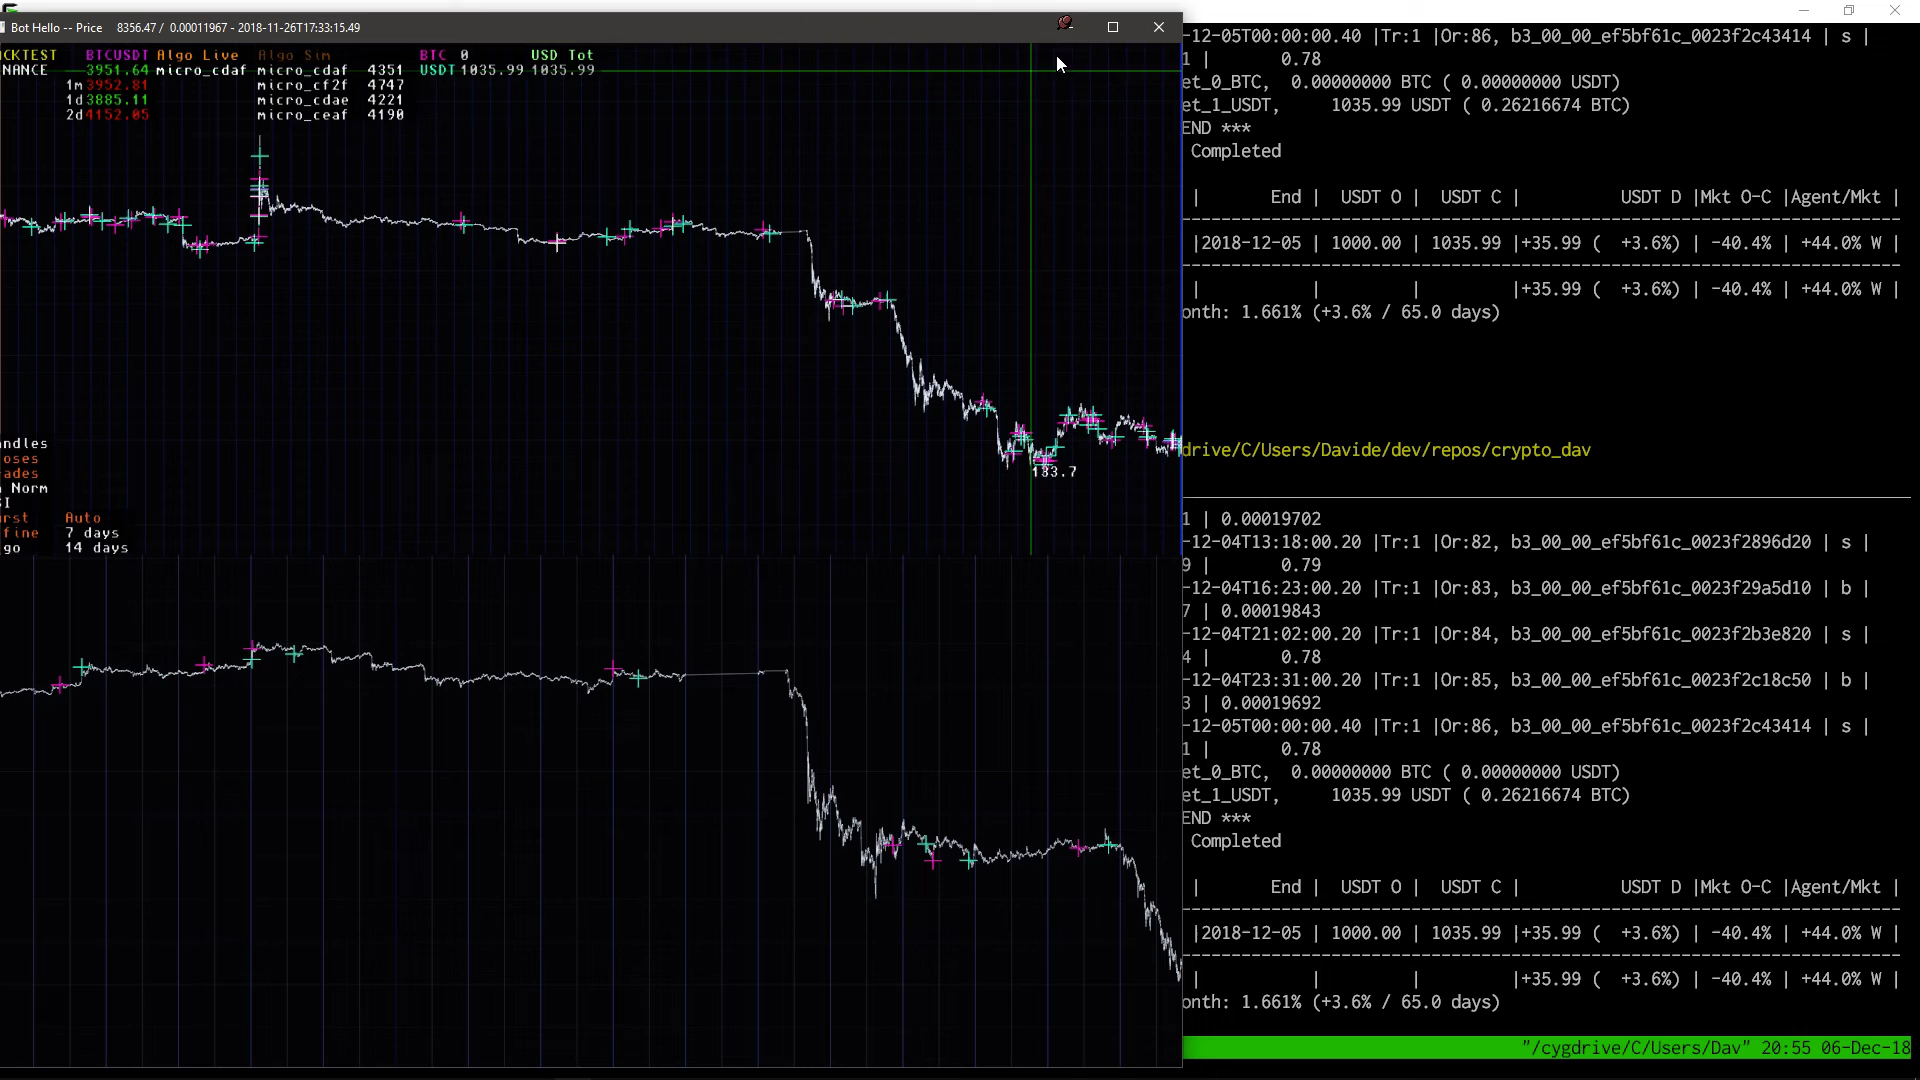 Bot Hello -- Price    8356.47 /  0.00011967 - 2018-11-26T17:33:15.49
CKTEST   BTCUSDT Algo Live  Algo Sim   BTC  0   USD Tot
NANCE   3951.64 micro_cdaf  micro_cdaf  4351  USDT 1035.99 1035.99
1m 3952.81   micro_cf2f  4747
1d 3885.11   micro_cdae  4221
2d 4152.05   micro_ceaf  4190
133.7
ndles
oses
ades
Norm
SI
rst   Auto
fine   7 days
go   14 days
-12-05T00:00:00.40 |Tr:1 |Or:86, b3_00_00_ef5bf61c_0023f2c43414 | s |
1 |       0.78
et_0_BTC,  0.00000000 BTC ( 0.00000000 USDT)
et_1_USDT,     1035.99 USDT ( 0.26216674 BTC)
END ***
Completed
|       End |  USDT O |  USDT C |          USDT D |Mkt O-C |Agent/Mkt |
|2018-12-05 | 1000.00 | 1035.99 |+35.99 (  +3.6%) | -40.4% | +44.0% W |
|           |         |         |+35.99 (  +3.6%) | -40.4% | +44.0% W |
onth: 1.661% (+3.6% / 65.0 days)
drive/C/Users/Davide/dev/repos/crypto_dav
1 | 0.00019702
-12-04T13:18:00.20 |Tr:1 |Or:82, b3_00_00_ef5bf61c_0023f2896d20 | s |
9 |       0.79
-12-04T16:23:00.20 |Tr:1 |Or:83, b3_00_00_ef5bf61c_0023f29a5d10 | b |
7 | 0.00019843
-12-04T21:02:00.20 |Tr:1 |Or:84, b3_00_00_ef5bf61c_0023f2b3e820 | s |
4 |       0.78
-12-04T23:31:00.20 |Tr:1 |Or:85, b3_00_00_ef5bf61c_0023f2c18c50 | b |
3 | 0.00019692
-12-05T00:00:00.40 |Tr:1 |Or:86, b3_00_00_ef5bf61c_0023f2c43414 | s |
1 |       0.78
et_0_BTC,  0.00000000 BTC ( 0.00000000 USDT)
et_1_USDT,     1035.99 USDT ( 0.26216674 BTC)
END ***
Completed
|       End |  USDT O |  USDT C |          USDT D |Mkt O-C |Agent/Mkt |
|2018-12-05 | 1000.00 | 1035.99 |+35.99 (  +3.6%) | -40.4% | +44.0% W |
|           |         |         |+35.99 (  +3.6%) | -40.4% | +44.0% W |
onth: 1.661% (+3.6% / 65.0 days)
"/cygdrive/C/Users/Dav" 20:55 06-Dec-18